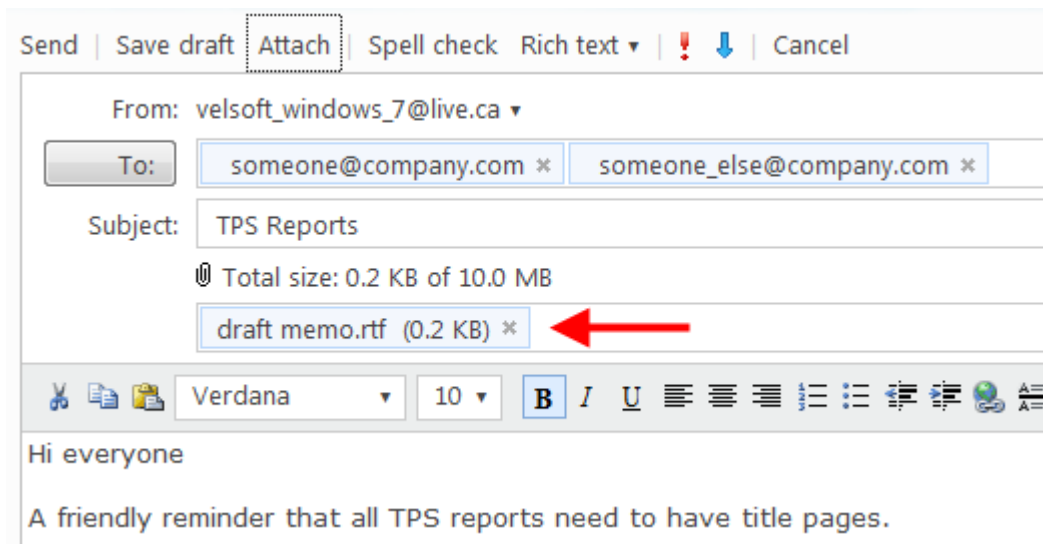 Send | Save draft Attach | Spell check Rich text ▾ | Cancel
From: velsoft_windows_7@live.ca ▾
To: someone@company.com × someone_else@company.com ×
Subject: TPS Reports
Total size: 0.2 KB of 10.0 MB
draft memo.rtf (0.2 KB) ×
Verdana ▾ 10 ▾ B I U
Hi everyone
A friendly reminder that all TPS reports need to have title pages.